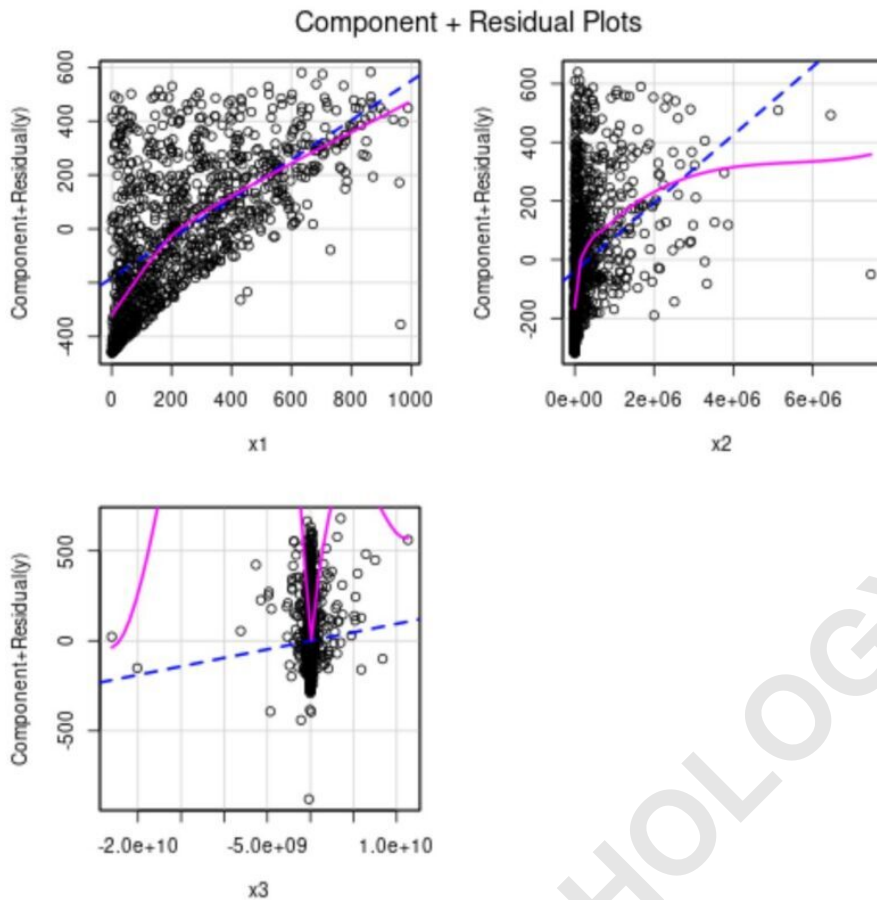 Component + Residual Plots
Component+Residual(y)
600
400
200
0
-400
0 200 400 600 800 1000
x1
Component+Residual(y)
600
400
200
0
-200
0e+00 2e+06 4e+06 6e+06
x2
Component+Residual(y)
500
0
-500
-2.0e+10 -5.0e+09 1.0e+10
x3
HOLOGY